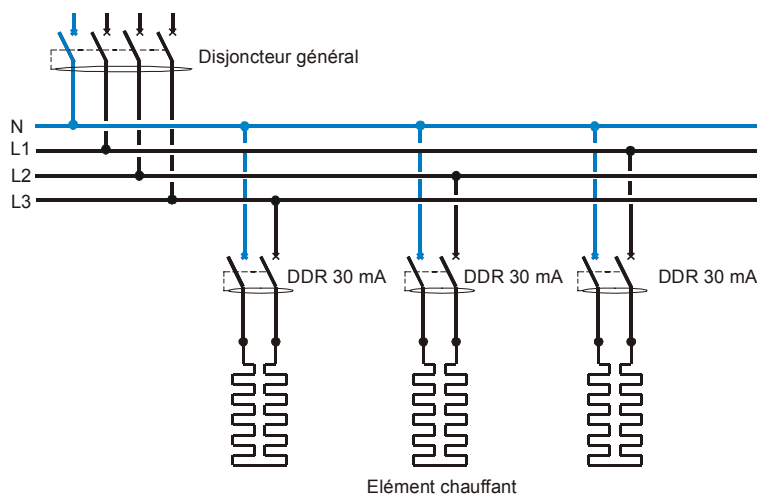 Disjoncteur général
N
L1
L2
L3
DDR 30 mA
DDR 30 mA
DDR 30 mA
Elément chauffant